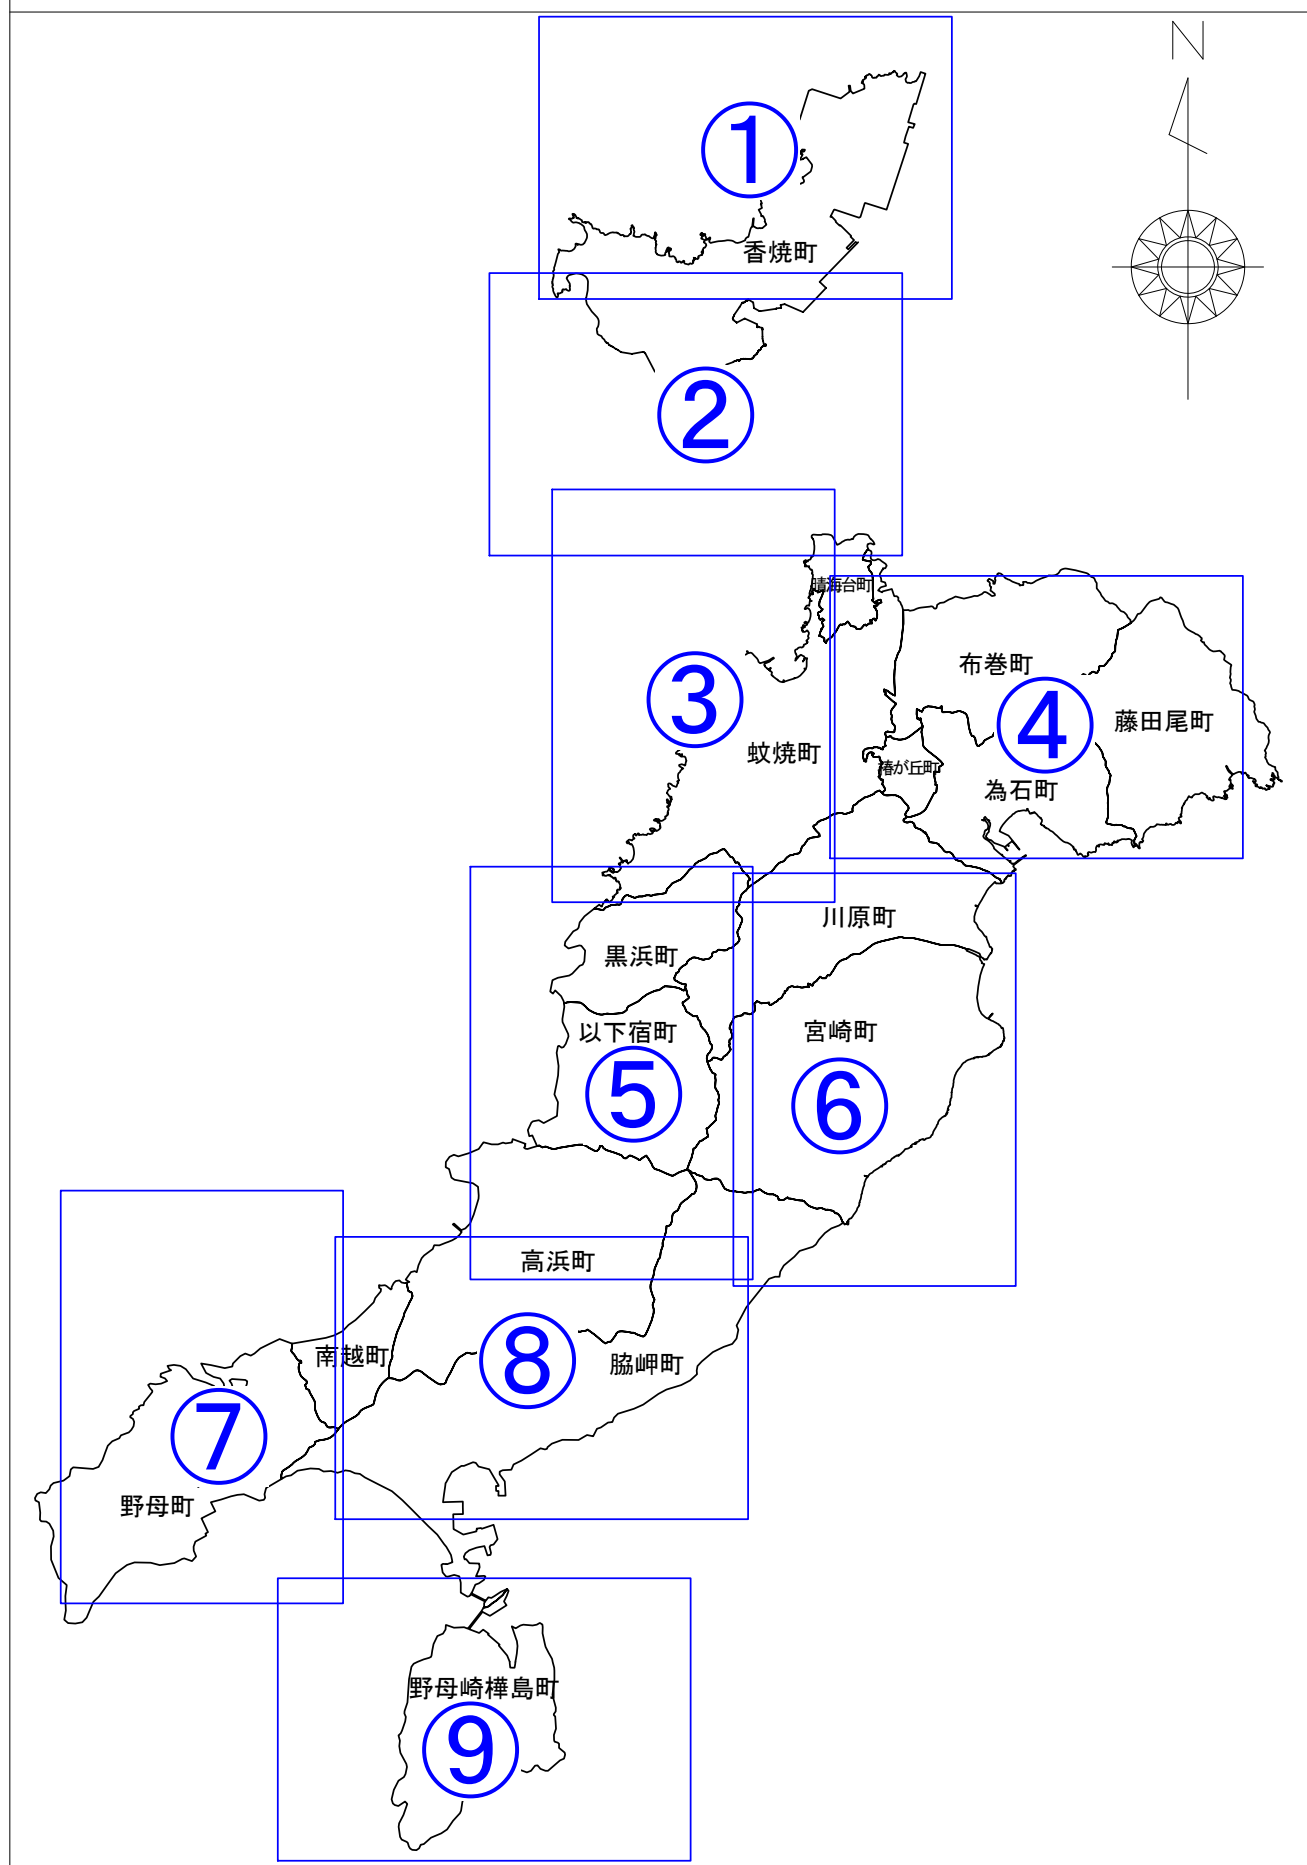 N
①
香焼町
②
晴海台町
布巻町
③
④
藤田尾町
蚊焼町
椿が丘町
為石町
川原町
黒浜町
以下宿町
宮崎町
⑤
⑥
高浜町
南越町
⑧
脇岬町
⑦
野母町
野母崎樺島町
⑨